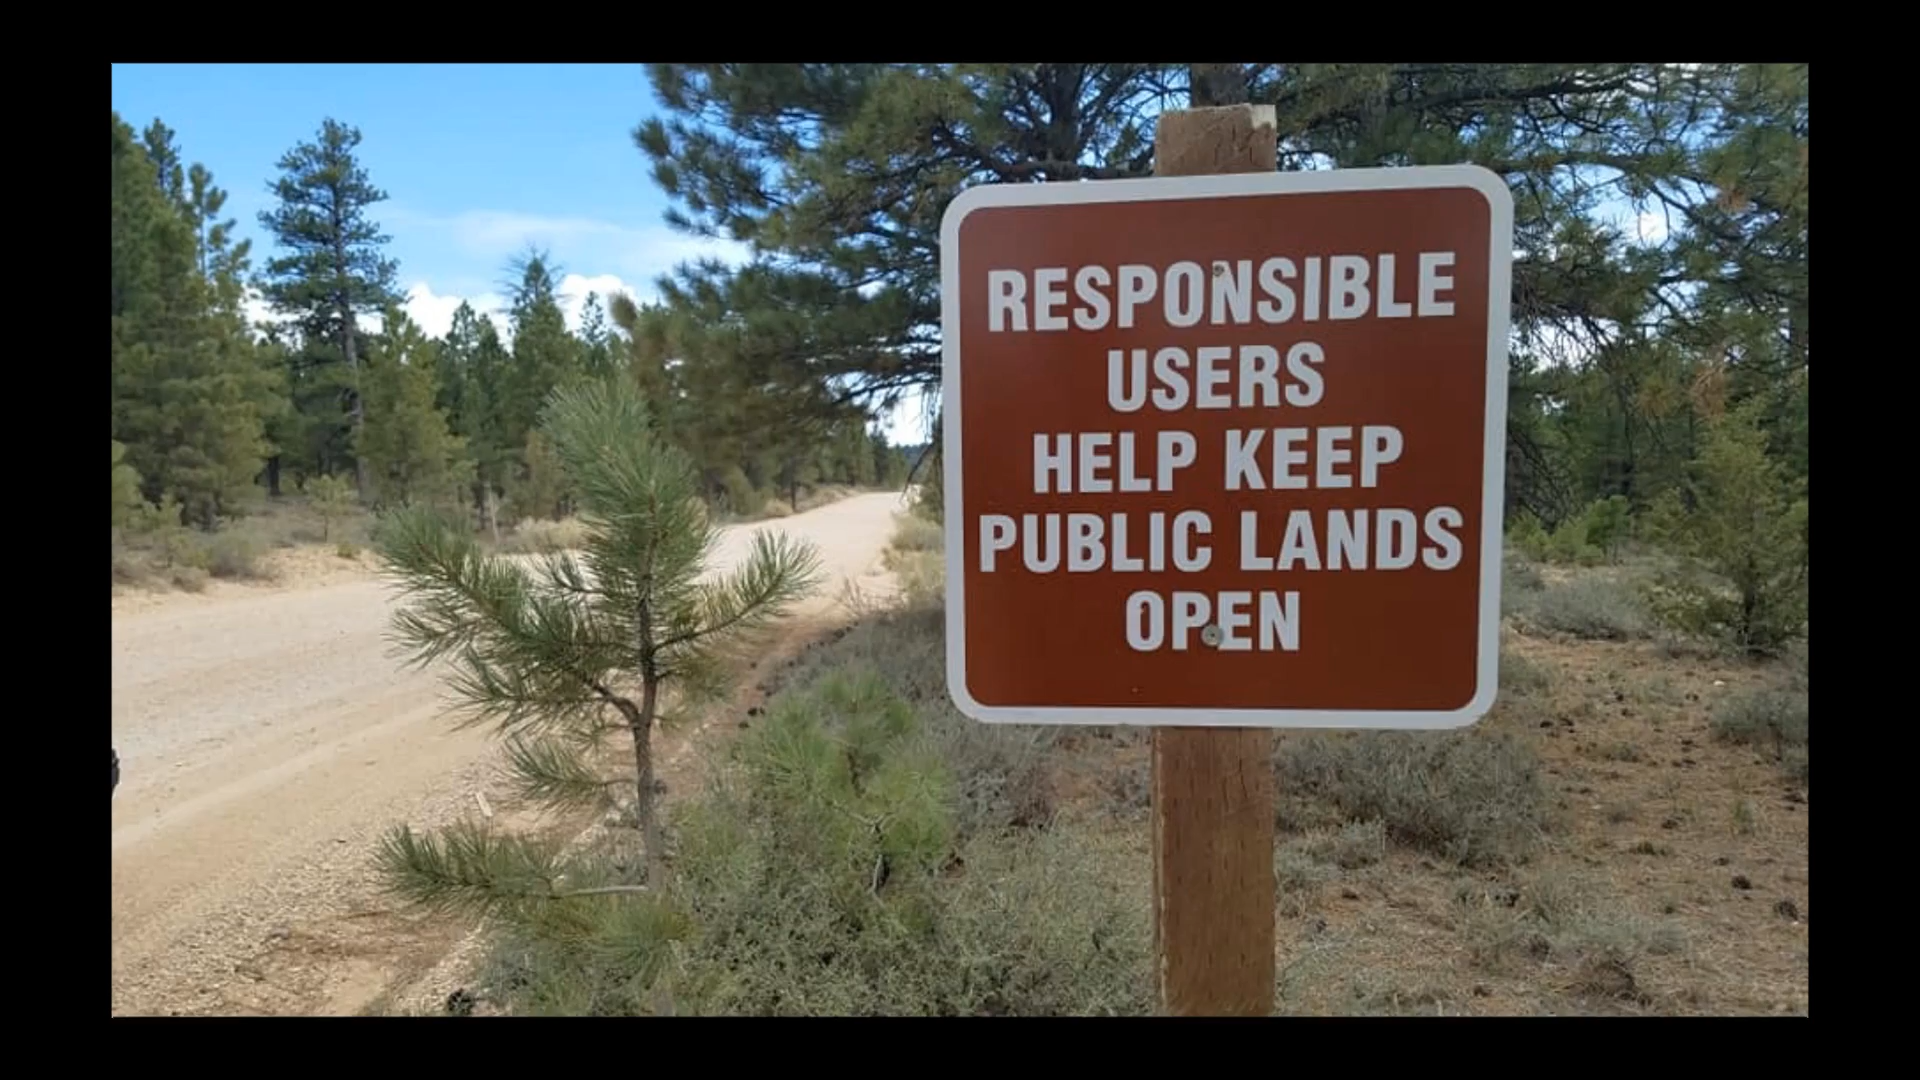 RESPONSIBLE
USERS
HELP KEEP
PUBLIC LANDS
OPEN